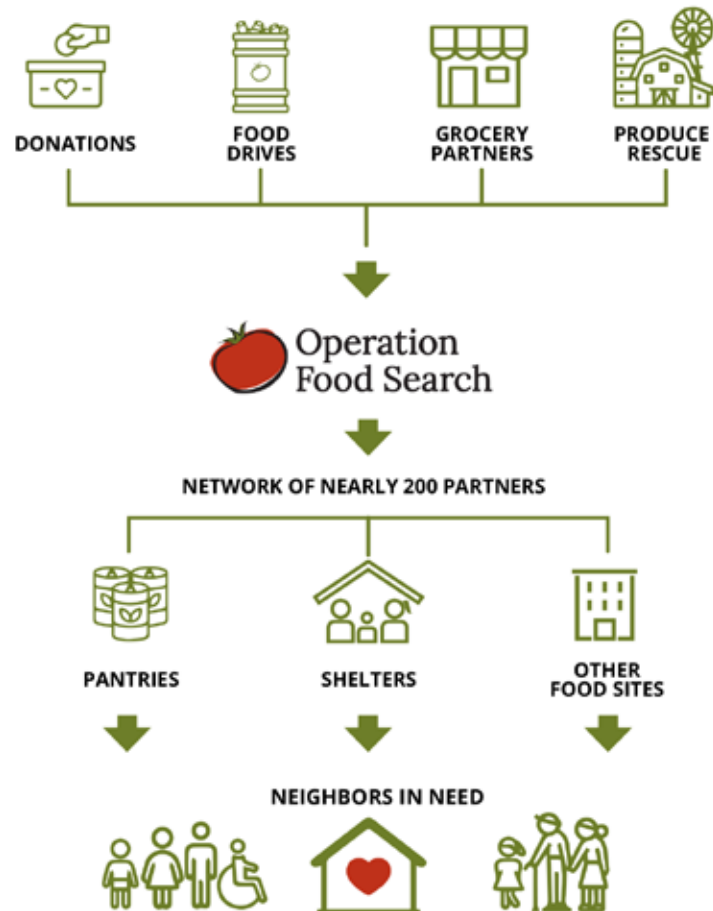 DONATIONS
FOOD
DRIVES
GROCERY
PARTNERS
PRODUCE
RESCUE
Operation
Food Search
NETWORK OF NEARLY 200 PARTNERS
PANTRIES
SHELTERS
OTHER
FOOD SITES
NEIGHBORS IN NEED